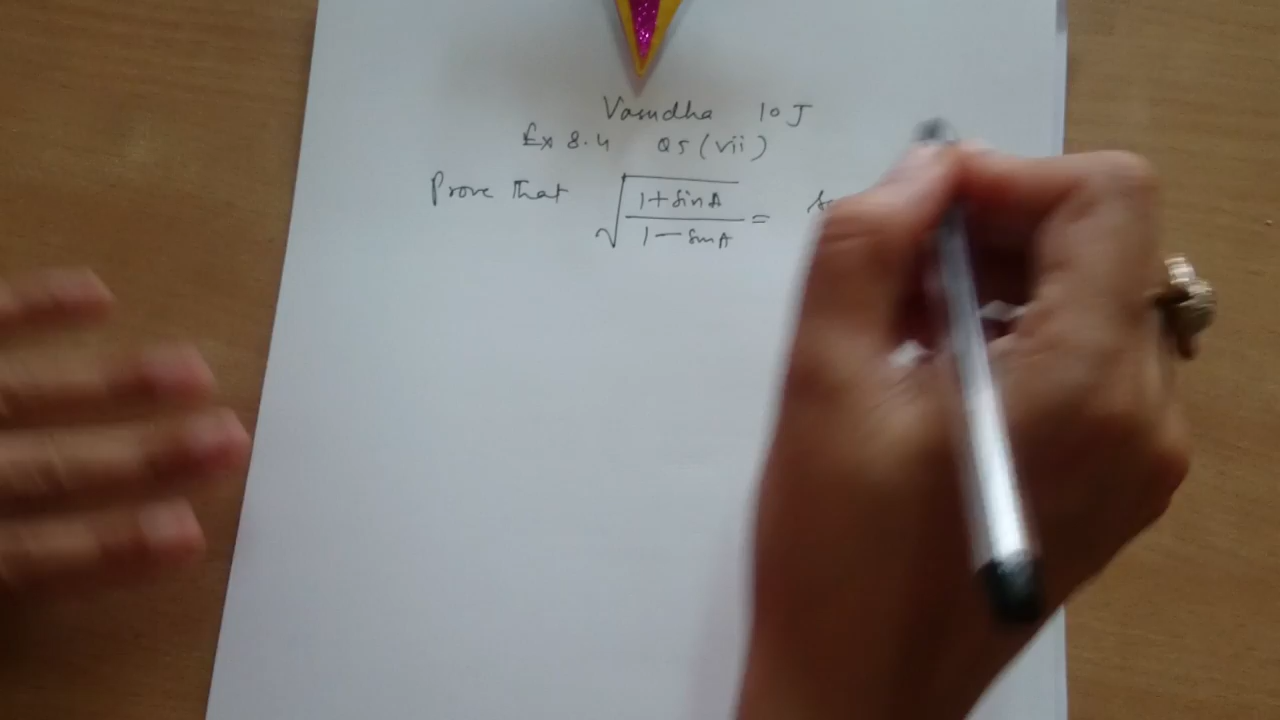 Vasudha 10 J
Ex 8.4 Q5 (vii)
Prove that √(1+sinA / 1-sinA) =